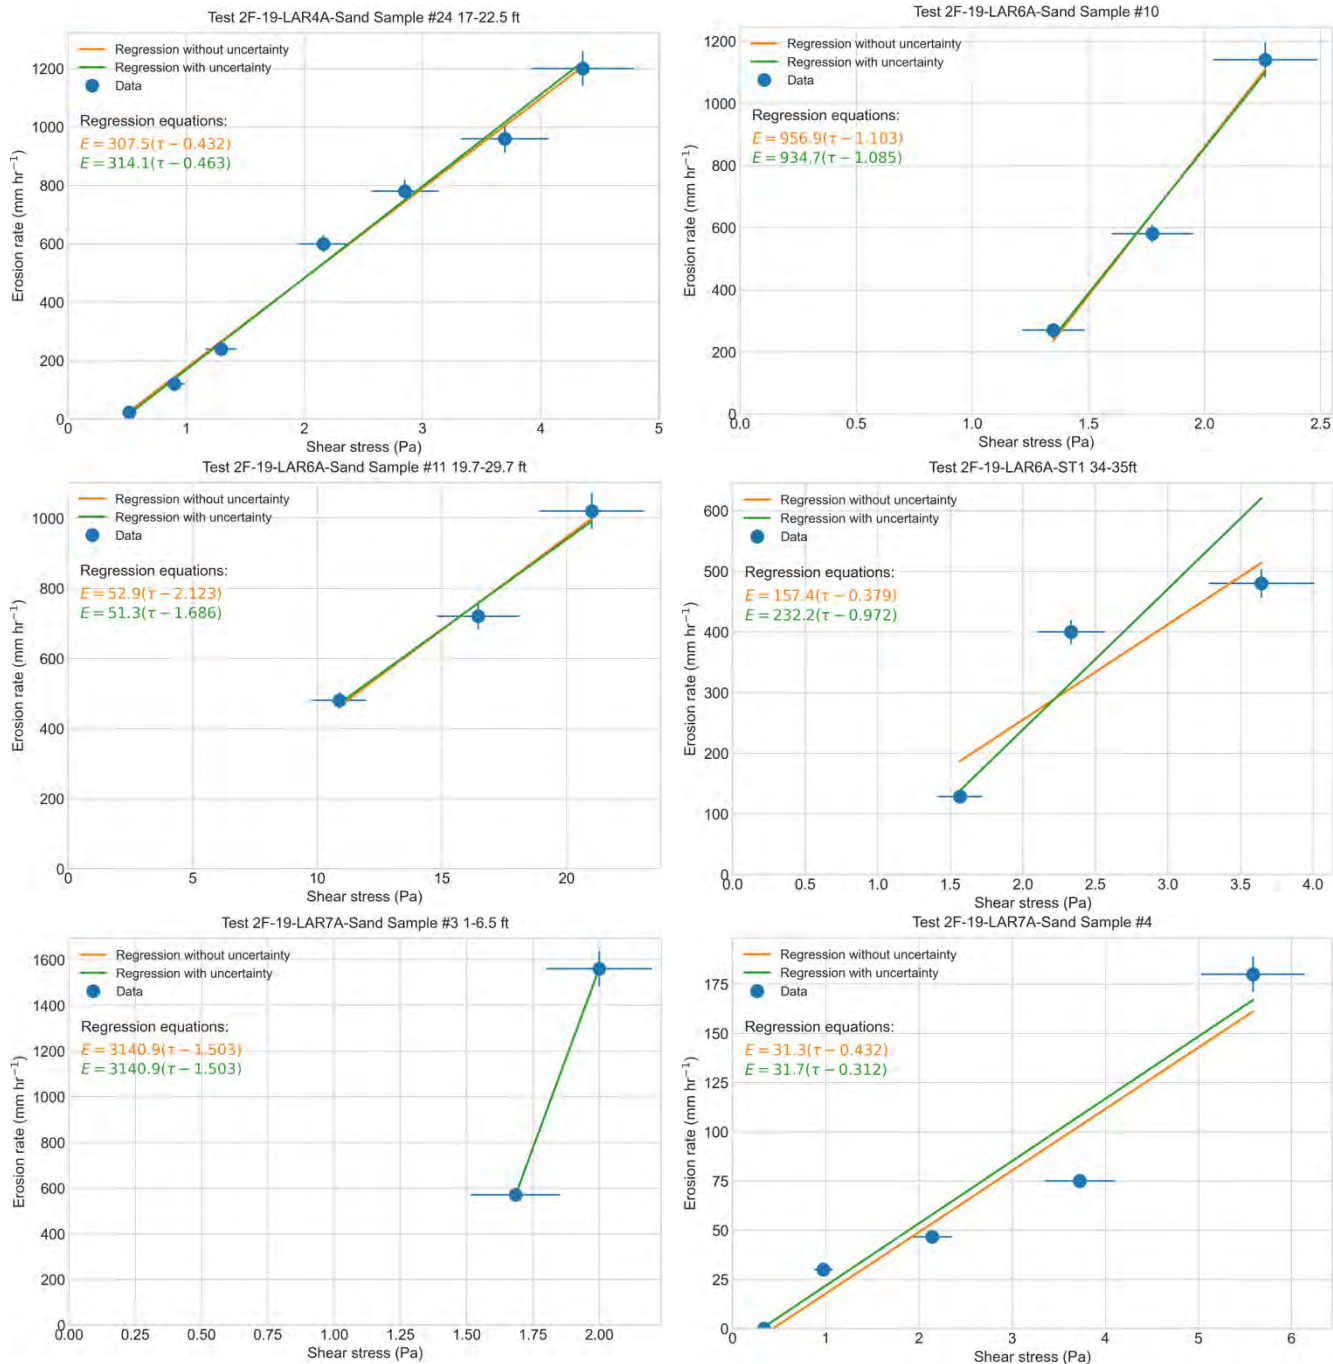 Test 2F-19-LAR4A-Sand Sample #24 17-22.5 ft
Regression without uncertainty
Regression with uncertainty
Data
Regression equations:
E = 307.5(τ − 0.432)
E = 314.1(τ − 0.463)
Erosion rate (mm hr⁻¹)
1200
1000
800
600
400
200
0
0 1 2 3 4 5
Shear stress (Pa)
Test 2F-19-LAR6A-Sand Sample #10
Regression without uncertainty
Regression with uncertainty
Data
Regression equations:
E = 956.9(τ − 1.103)
E = 934.7(τ − 1.085)
Erosion rate (mm hr⁻¹)
1200
1000
800
600
400
200
0
0.0 0.5 1.0 1.5 2.0 2.5
Shear stress (Pa)
Test 2F-19-LAR6A-Sand Sample #11 19.7-29.7 ft
Regression without uncertainty
Regression with uncertainty
Data
Regression equations:
E = 52.9(τ − 2.123)
E = 51.3(τ − 1.686)
Erosion rate (mm hr⁻¹)
1000
800
600
400
200
0
0 5 10 15 20
Shear stress (Pa)
Test 2F-19-LAR6A-ST1 34-35ft
Regression without uncertainty
Regression with uncertainty
Data
Regression equations:
E = 157.4(τ − 0.379)
E = 232.2(τ − 0.972)
Erosion rate (mm hr⁻¹)
600
500
400
300
200
100
0
0.0 0.5 1.0 1.5 2.0 2.5 3.0 3.5 4.0
Shear stress (Pa)
Test 2F-19-LAR7A-Sand Sample #3 1-6.5 ft
Regression without uncertainty
Regression with uncertainty
Data
Regression equations:
E = 3140.9(τ − 1.503)
E = 3140.9(τ − 1.503)
Erosion rate (mm hr⁻¹)
1600
1400
1200
1000
800
600
400
200
0
0.00 0.25 0.50 0.75 1.00 1.25 1.50 1.75 2.00
Shear stress (Pa)
Test 2F-19-LAR7A-Sand Sample #4
Regression without uncertainty
Regression with uncertainty
Data
Regression equations:
E = 31.3(τ − 0.432)
E = 31.7(τ − 0.312)
Erosion rate (mm hr⁻¹)
175
150
125
100
75
50
25
0
0 1 2 3 4 5 6
Shear stress (Pa)